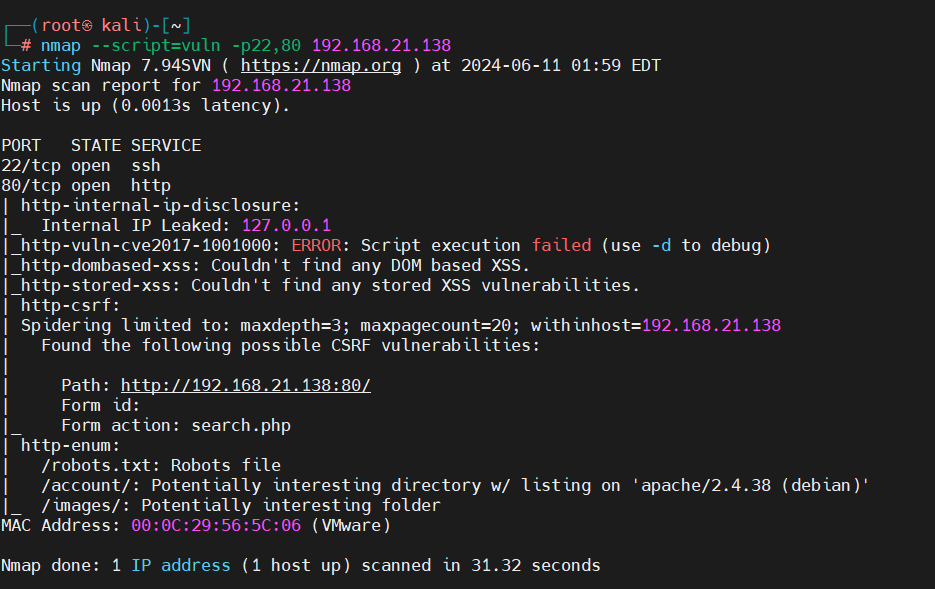 ┌──(root㉿ kali)-[~]
└─# nmap --script=vuln -p22,80 192.168.21.138
Starting Nmap 7.94SVN ( https://nmap.org ) at 2024-06-11 01:59 EDT
Nmap scan report for 192.168.21.138
Host is up (0.0013s latency).
PORT   STATE SERVICE
22/tcp open  ssh
80/tcp open  http
| http-internal-ip-disclosure:
|_  Internal IP Leaked: 127.0.0.1
|_http-vuln-cve2017-1001000: ERROR: Script execution failed (use -d to debug)
|_http-dombased-xss: Couldn't find any DOM based XSS.
|_http-stored-xss: Couldn't find any stored XSS vulnerabilities.
| http-csrf:
| Spidering limited to: maxdepth=3; maxpagecount=20; withinhost=192.168.21.138
|   Found the following possible CSRF vulnerabilities:
|
|     Path: http://192.168.21.138:80/
|     Form id:
|_    Form action: search.php
| http-enum:
|   /robots.txt: Robots file
|   /account/: Potentially interesting directory w/ listing on 'apache/2.4.38 (debian)'
|_  /images/: Potentially interesting folder
MAC Address: 00:0C:29:56:5C:06 (VMware)
Nmap done: 1 IP address (1 host up) scanned in 31.32 seconds